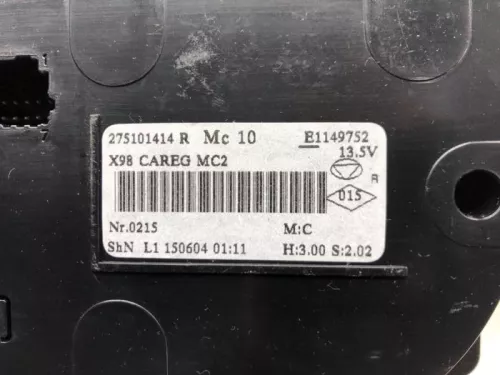 275101414 R Mc 10 E1149752
13.5V
X98 CAREG MC2
R
015
Nr.0215 M:C
ShN L1 150604 01:11 H:3.00 S:2.02